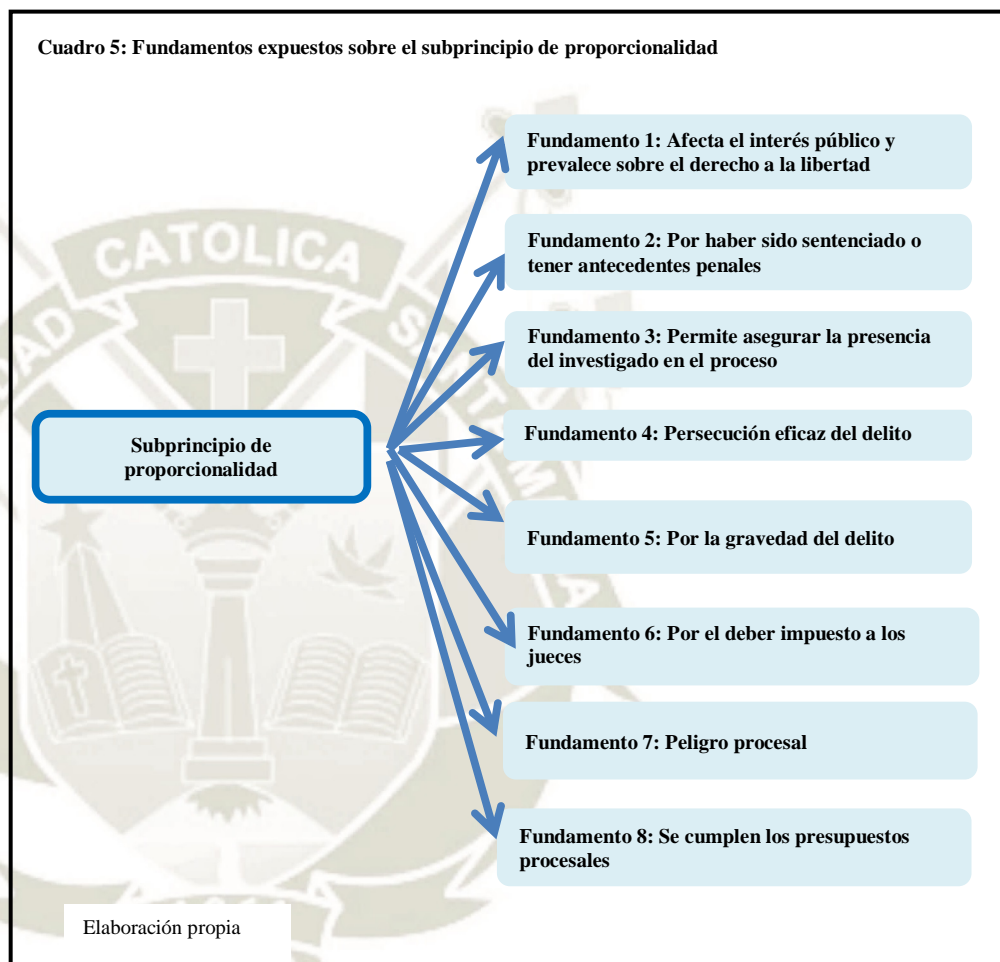 Cuadro 5: Fundamentos expuestos sobre el subprincipio de proporcionalidad
Fundamento 1: Afecta el interés público y
prevalece sobre el derecho a la libertad
Fundamento 2: Por haber sido sentenciado o
tener antecedentes penales
Fundamento 3: Permite asegurar la presencia
del investigado en el proceso
Fundamento 4: Persecución eficaz del delito
Subprincipio de
proporcionalidad
Fundamento 5: Por la gravedad del delito
Fundamento 6: Por el deber impuesto a los
jueces
Fundamento 7: Peligro procesal
Fundamento 8: Se cumplen los presupuestos
procesales
Elaboración propia
CATOLICA